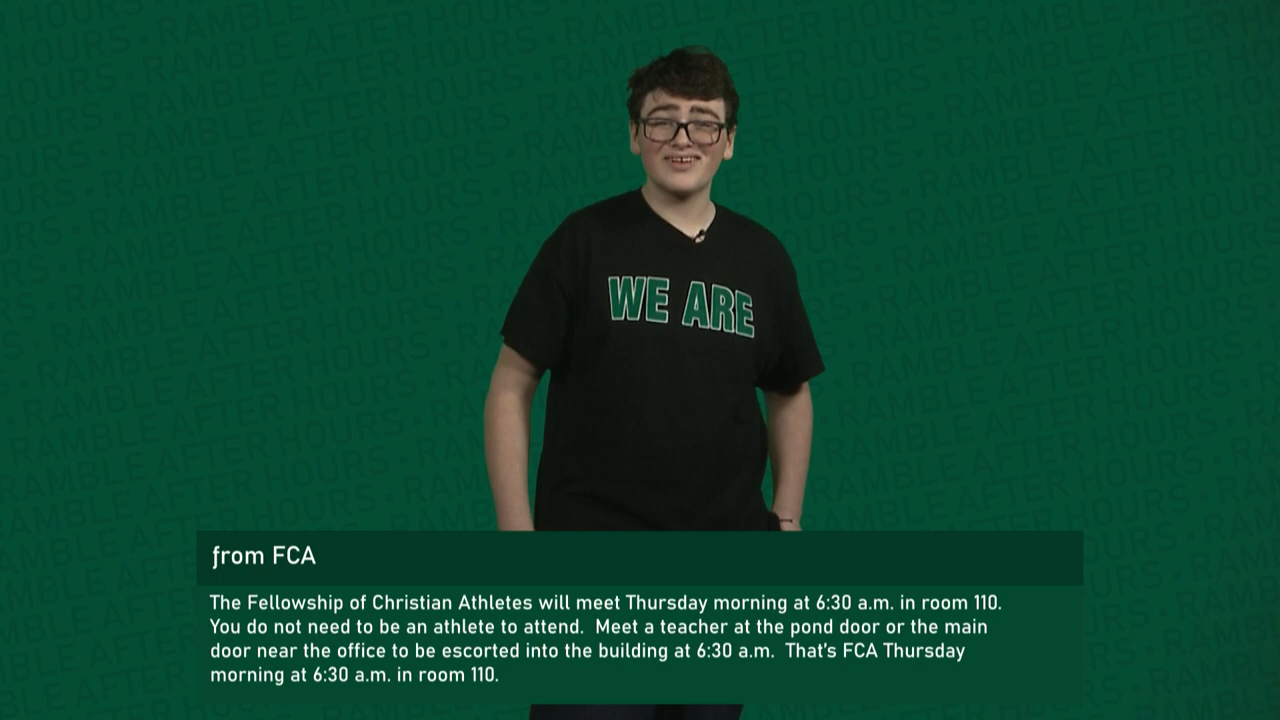 RAMBLE AFTER HOURS
WE ARE
from FCA
The Fellowship of Christian Athletes will meet Thursday morning at 6:30 a.m. in room 110.
You do not need to be an athlete to attend.  Meet a teacher at the pond door or the main
door near the office to be escorted into the building at 6:30 a.m.  That's FCA Thursday
morning at 6:30 a.m. in room 110.